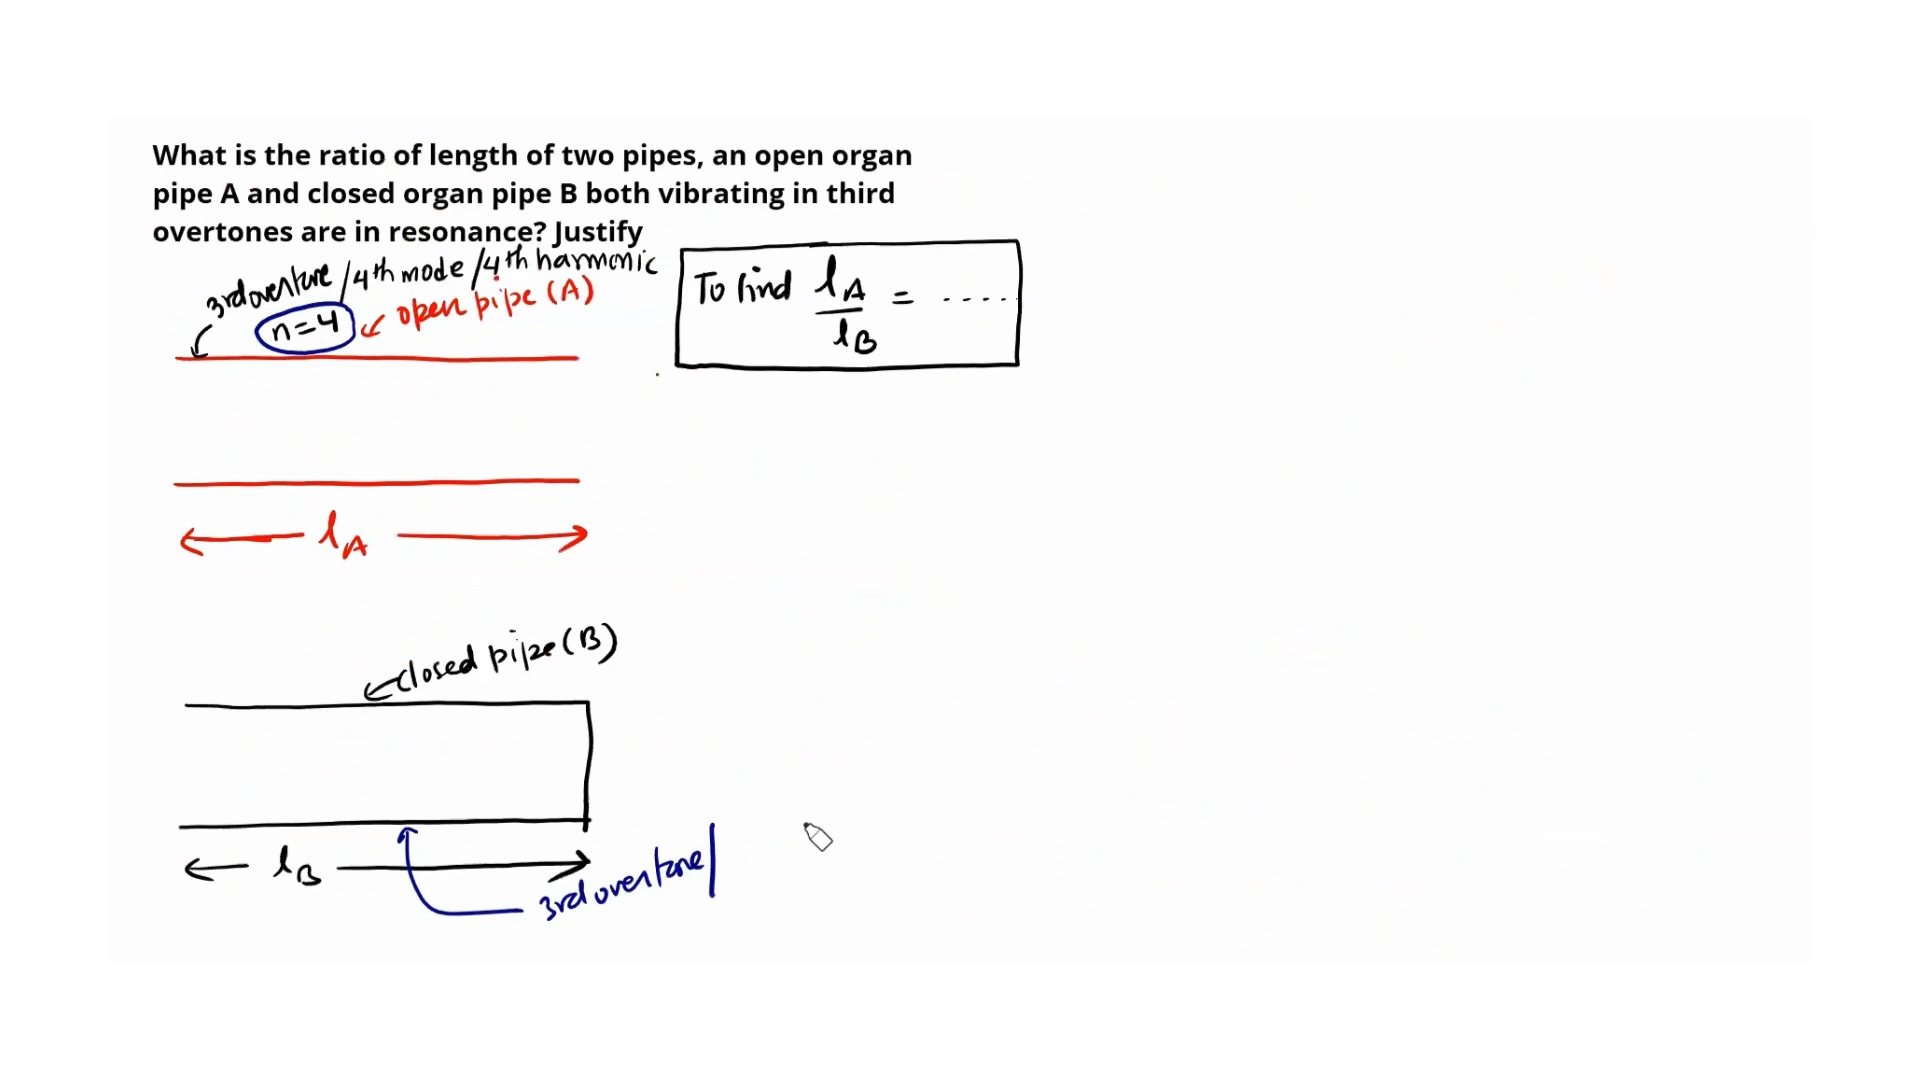 What is the ratio of length of two pipes, an open organ
pipe A and closed organ pipe B both vibrating in third
overtones are in resonance? Justify
3rd overtone /4th mode /4th harmonic
n=4
open pipe (A)
To find lA/lB = .....
lA
closed pipe (B)
lB
3rd overtone/